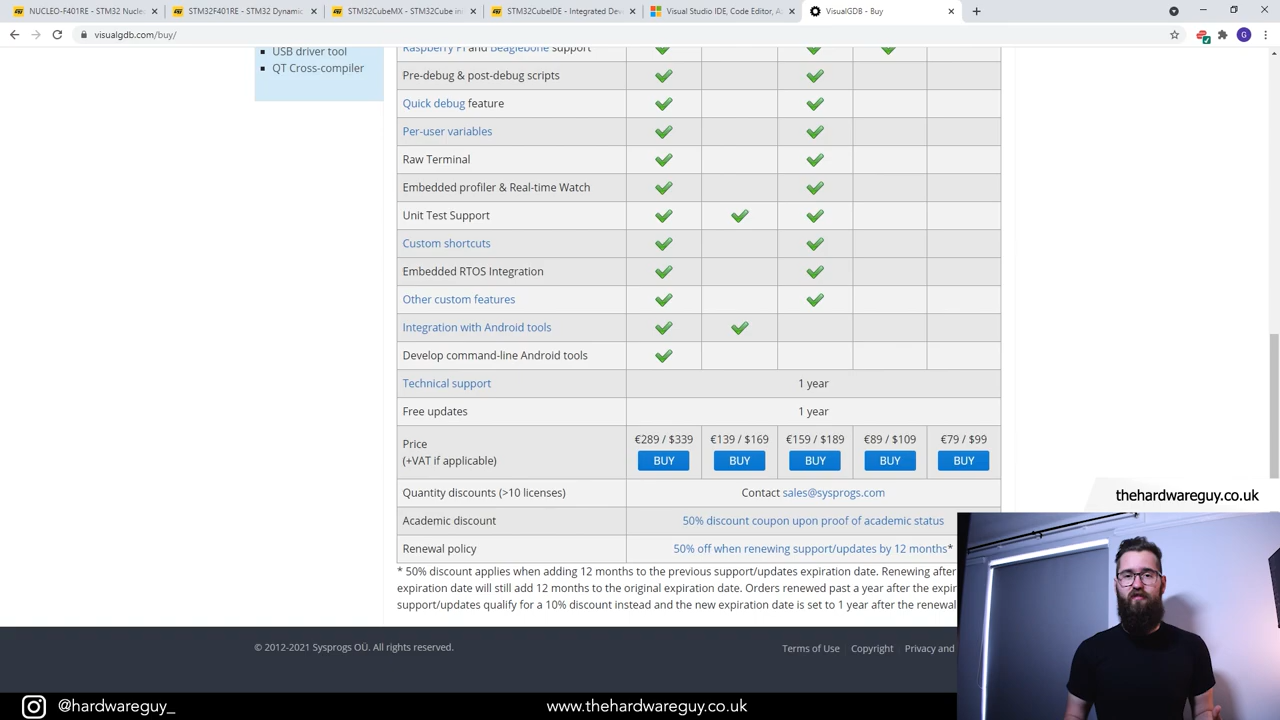 NUCLEO-F401RE - STM32 Nucle
STM32F401RE - STM32 Dynamic
STM32CubeMX - STM32Cube ini
STM32CubeIDE - Integrated Dev
Visual Studio IDE, Code Editor, A
VisualGDB - Buy
visualgdb.com/buy/
G
USB driver tool
QT Cross-compiler
Raspberry Pi and Beaglebone support
Pre-debug & post-debug scripts
Quick debug feature
Per-user variables
Raw Terminal
Embedded profiler & Real-time Watch
Unit Test Support
Custom shortcuts
Embedded RTOS Integration
Other custom features
Integration with Android tools
Develop command-line Android tools
Technical support 1 year
Free updates 1 year
Price
(+VAT if applicable)
€289 / $339 €139 / $169 €159 / $189 €89 / $109 €79 / $99
BUY BUY BUY BUY BUY
Quantity discounts (>10 licenses) Contact sales@sysprogs.com
Academic discount 50% discount coupon upon proof of academic status
Renewal policy 50% off when renewing support/updates by 12 months*
* 50% discount applies when adding 12 months to the previous support/updates expiration date. Renewing after
expiration date will still add 12 months to the original expiration date. Orders renewed past a year after the expir
support/updates qualify for a 10% discount instead and the new expiration date is set to 1 year after the renewal
© 2012-2021 Sysprogs OÜ. All rights reserved.
Terms of Use Copyright Privacy and
thehardwareguy.co.uk
@hardwareguy_
www.thehardwareguy.co.uk